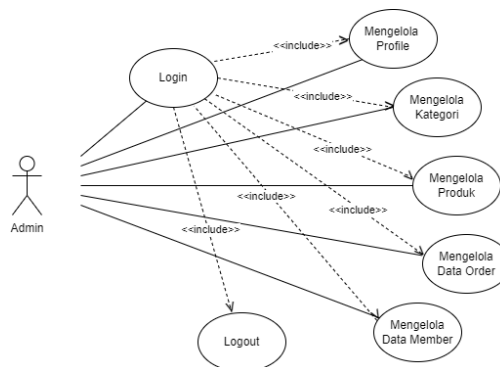 Mengelola
Profile
<<include>>
Login
<<include>>
Mengelola
Kategori
<<include>>
Mengelola
Produk
Admin
<<include>>
<<include>>
<<include>>
Mengelola
Data Order
Mengelola
Data Member
Logout